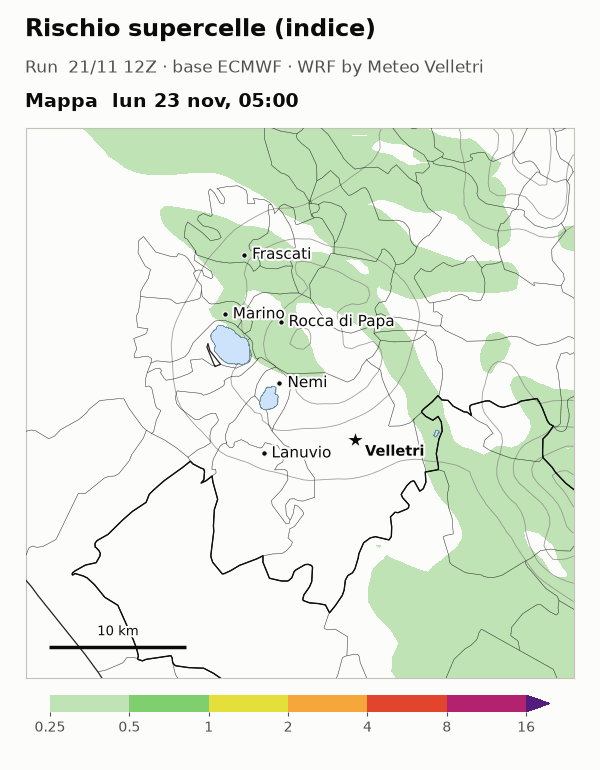 Rischio supercelle (indice)
Run  21/11 12Z · base ECMWF · WRF by Meteo Velletri
Mappa  lun 23 nov, 05:00
Frascati
Marino
Rocca di Papa
Nemi
Velletri
Lanuvio
10 km
0.25 0.5 1 2 4 8 16